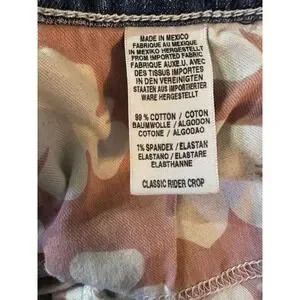 MADE IN MEXICO
FABRIQUE AU MEXIQUE
IN MEXIKO HERGESTELLT
FROM IMPORTED FABRIC.
FABRIQUE AUX E.U. AVEC
DES TISSUS IMPORTES
IN DEN VEREINIGTEN
STAATEN AUS IMPORTIERTER
WARE HERGESTELLT
99 % COTTON / COTON
BAUMWOLLE / ALGODON
COTONE / ALGODAO
1% SPANDEX / ELASTAN
ELASTANO / ELASTARE
ELASTHANNE
CLASSIC RIDER CROP